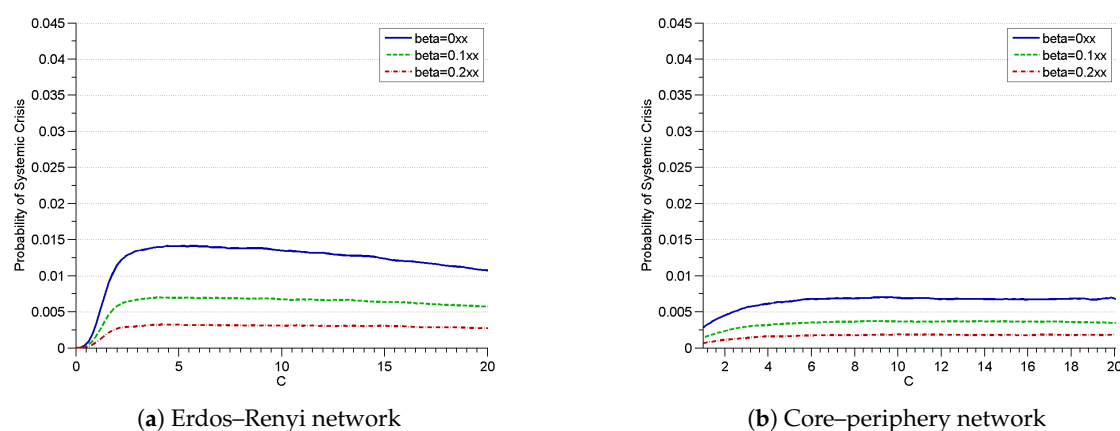 0.045
0.04
0.035
0.03
0.025
0.02
0.015
0.01
0.005
0
Probability of Systemic Crisis
beta=0xx
beta=0.1xx
beta=0.2xx
0 5 10 15 20
C
(a) Erdos–Renyi network
0.045
0.04
0.035
0.03
0.025
0.02
0.015
0.01
0.005
0
Probability of Systemic Crisis
beta=0xx
beta=0.1xx
beta=0.2xx
2 4 6 8 10 12 14 16 18 20
C
(b) Core–periphery network